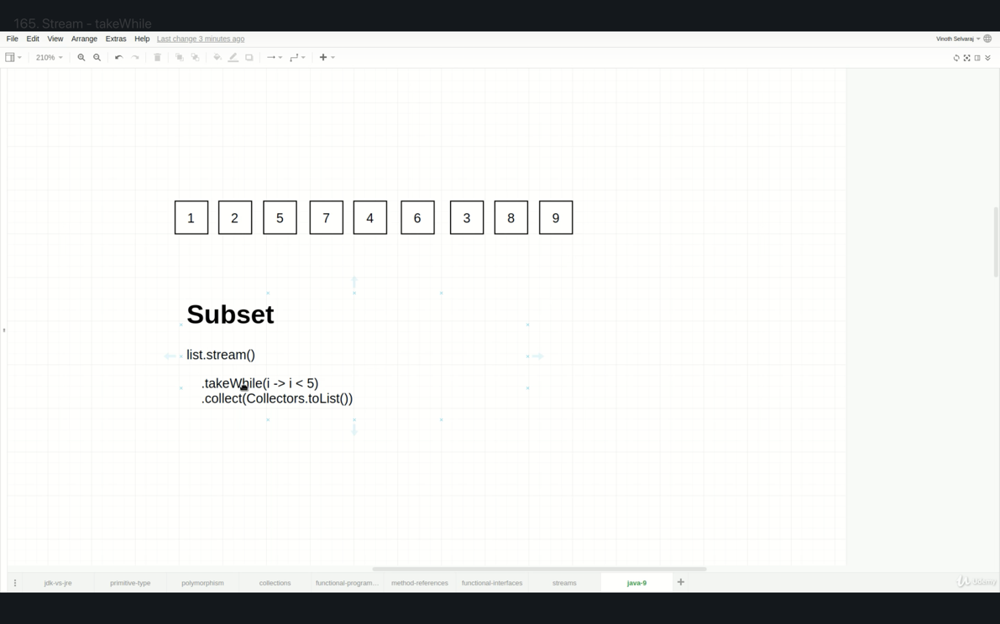 165. Stream - takeWhile
File Edit View Arrange Extras Help Last change 3 minutes ago
Vinoth Selvaraj
210%
1 2 5 7 4 6 3 8 9
Subset
list.stream()
.takeWhile(i -> i < 5)
.collect(Collectors.toList())
jdk-vs-jre primitive-type polymorphism collections functional-program… method-references functional-interfaces streams java-9
Udemy